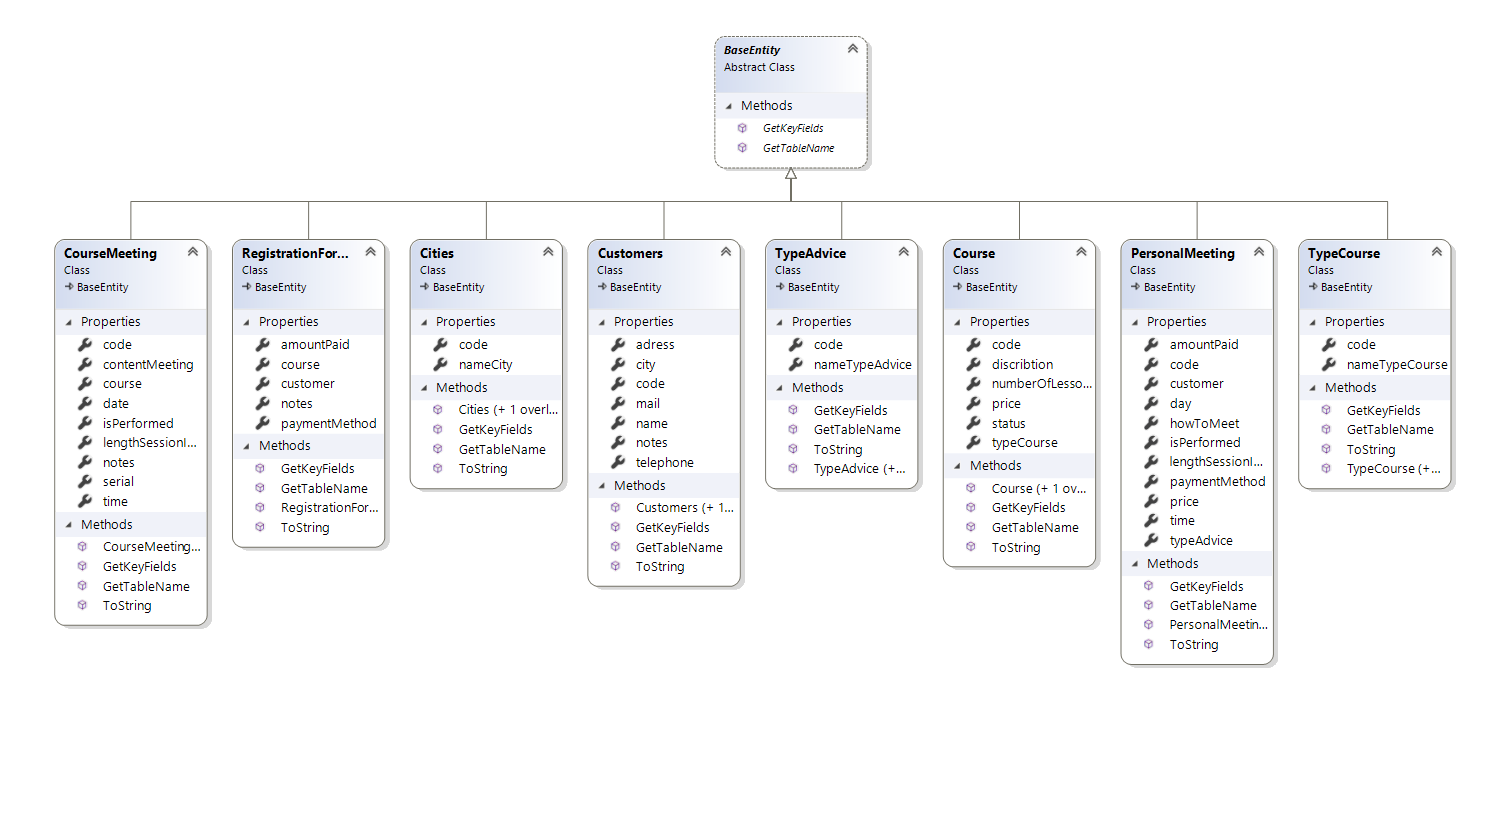 BaseEntity
Abstract Class
Methods
GetKeyFields
GetTableName
CourseMeeting
Class
BaseEntity
Properties
code
contentMeeting
course
date
isPerformed
lengthSessionI...
notes
serial
time
Methods
CourseMeeting...
GetKeyFields
GetTableName
ToString
RegistrationFor...
Class
BaseEntity
Properties
amountPaid
course
customer
notes
paymentMethod
Methods
GetKeyFields
GetTableName
RegistrationFor...
ToString
Cities
Class
BaseEntity
Properties
code
nameCity
Methods
Cities (+ 1 overl...
GetKeyFields
GetTableName
ToString
Customers
Class
BaseEntity
Properties
adress
city
code
mail
name
notes
telephone
Methods
Customers (+ 1...
GetKeyFields
GetTableName
ToString
TypeAdvice
Class
BaseEntity
Properties
code
nameTypeAdvice
Methods
GetKeyFields
GetTableName
ToString
TypeAdvice (+...
Course
Class
BaseEntity
Properties
code
discribtion
numberOfLesso...
price
status
typeCourse
Methods
Course (+ 1 ov...
GetKeyFields
GetTableName
ToString
PersonalMeeting
Class
BaseEntity
Properties
amountPaid
code
customer
day
howToMeet
isPerformed
lengthSessionI...
paymentMethod
price
time
typeAdvice
Methods
GetKeyFields
GetTableName
PersonalMeetin...
ToString
TypeCourse
Class
BaseEntity
Properties
code
nameTypeCourse
Methods
GetKeyFields
GetTableName
ToString
TypeCourse (+...